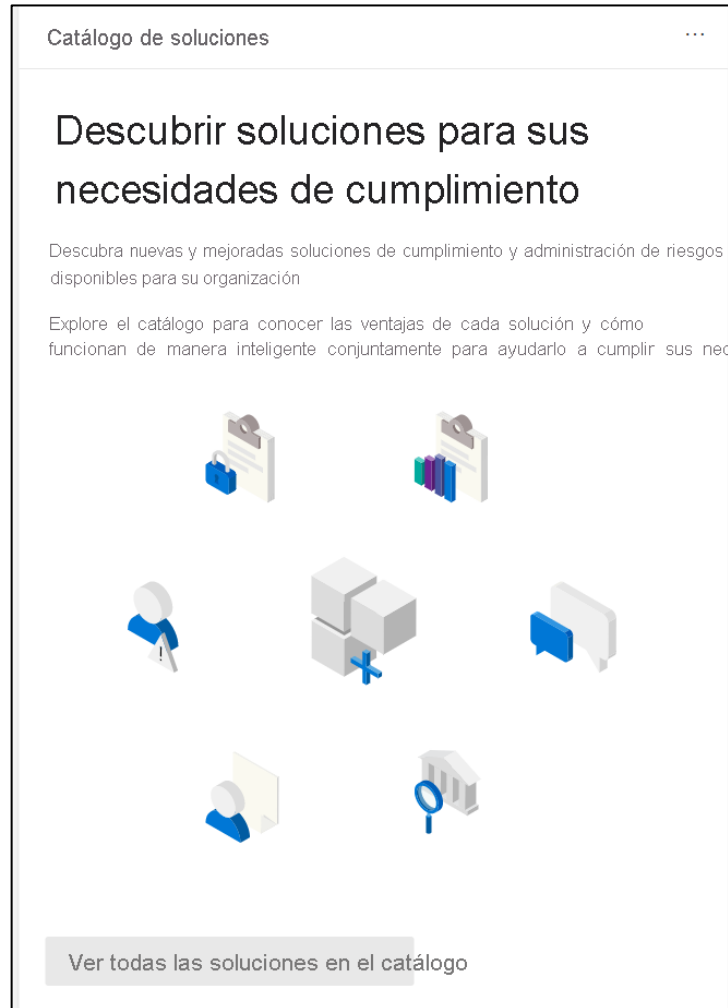 Catálogo de soluciones ...
Descubrir soluciones para sus
necesidades de cumplimiento
Descubra nuevas y mejoradas soluciones de cumplimiento y administración de riesgos
disponibles para su organización
Explore el catálogo para conocer las ventajas de cada solución y cómo
funcionan de manera inteligente conjuntamente para ayudarlo a cumplir sus nec
Ver todas las soluciones en el catálogo